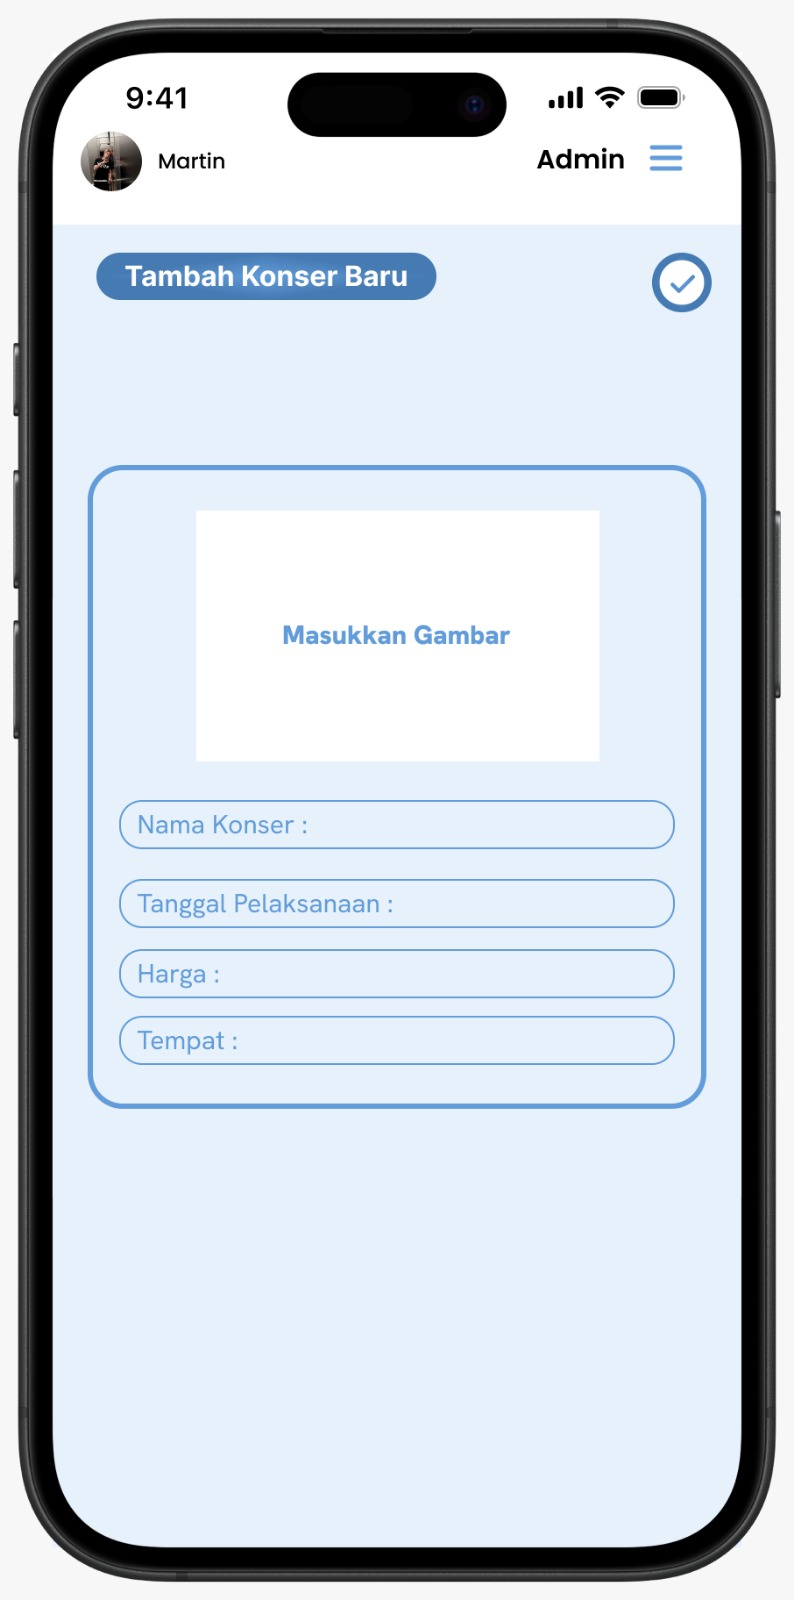 9:41
Martin
Admin
Tambah Konser Baru
Masukkan Gambar
Nama Konser :
Tanggal Pelaksanaan :
Harga :
Tempat :